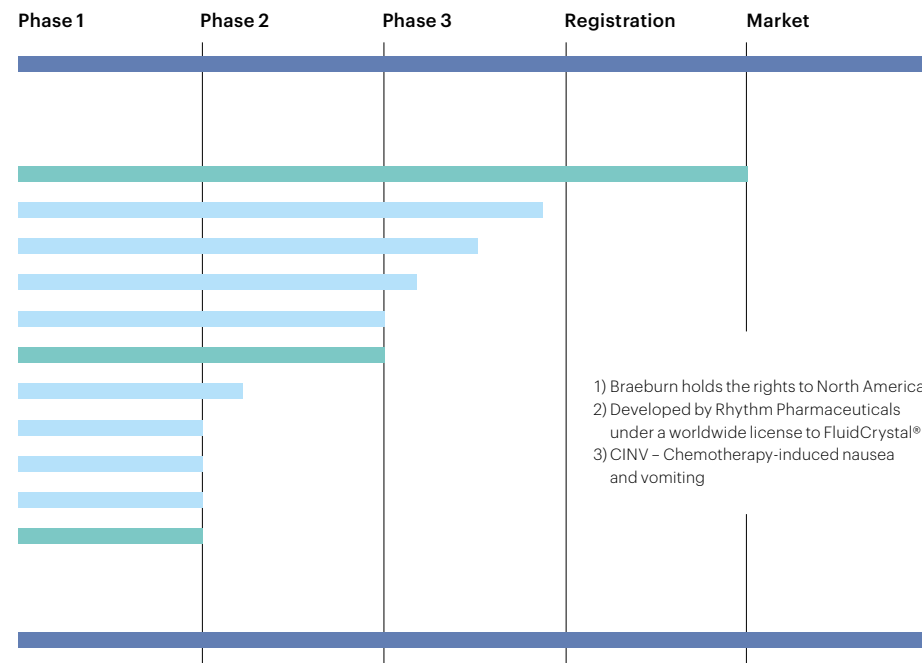 Phase 1 Phase 2 Phase 3 Registration Market
1) Braeburn holds the rights to North America
2) Developed by Rhythm Pharmaceuticals
under a worldwide license to FluidCrystal®
3) CINV – Chemotherapy-induced nausea
and vomiting